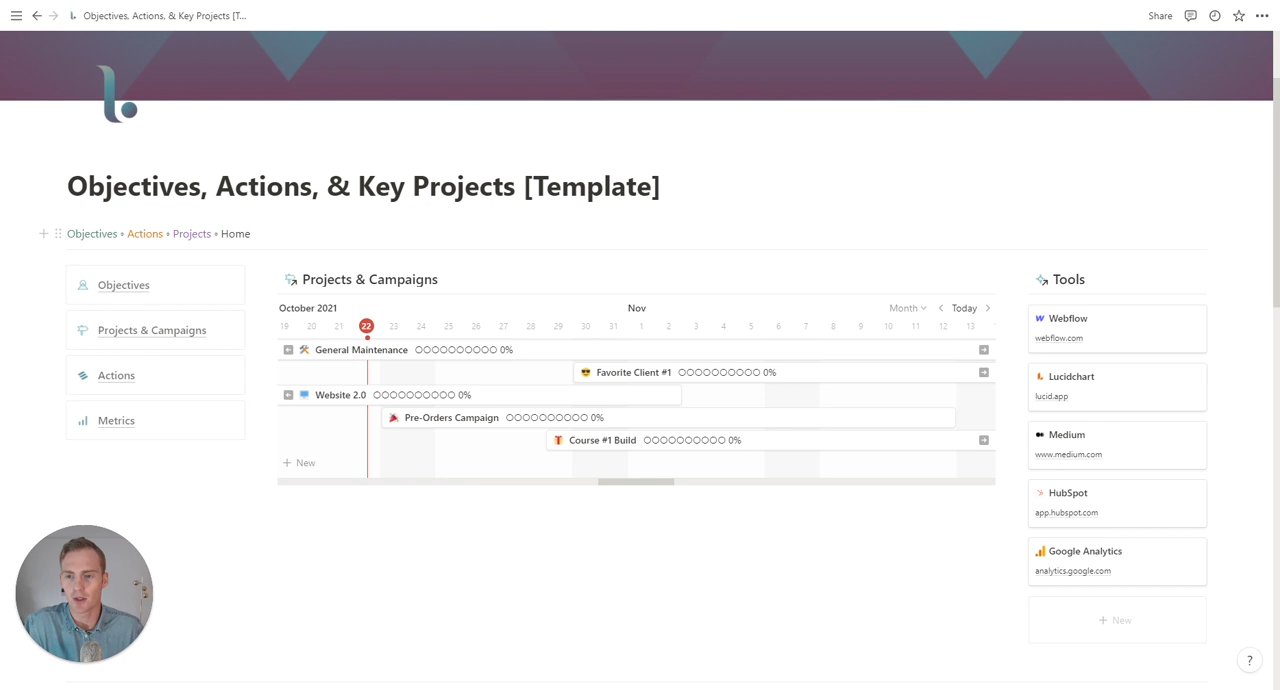 Objectives, Actions, & Key Projects [T...
Share
Objectives, Actions, & Key Projects [Template]
Objectives • Actions • Projects • Home
Objectives
Projects & Campaigns
Actions
Metrics
Projects & Campaigns
October 2021 Nov Month Today
19 20 21 22 23 24 25 26 27 28 29 30 31 1 2 3 4 5 6 7 8 9 10 11 12 13
General Maintenance ○○○○○○○○○○ 0%
Favorite Client #1 ○○○○○○○○○○ 0%
Website 2.0 ○○○○○○○○○○ 0%
Pre-Orders Campaign ○○○○○○○○○○ 0%
Course #1 Build ○○○○○○○○○○ 0%
+ New
Tools
Webflow
webflow.com
Lucidchart
lucid.app
Medium
www.medium.com
HubSpot
app.hubspot.com
Google Analytics
analytics.google.com
+ New
?